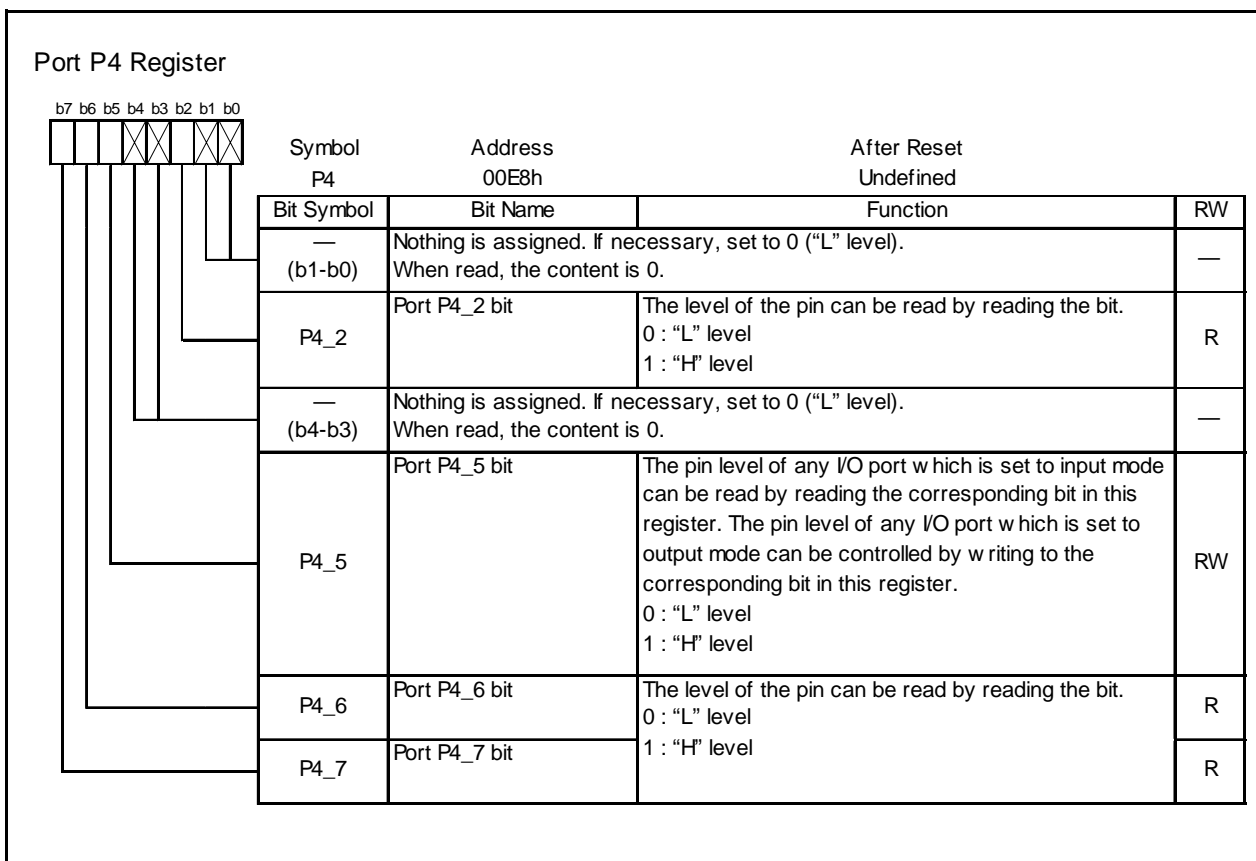 Port P4 Register
b7 b6 b5 b4 b3 b2 b1 b0
Symbol Address After Reset
P4 00E8h Undefined
Bit Symbol Bit Name Function RW
—
(b1-b0)
Nothing is assigned. If necessary, set to 0 (“L” level).
When read, the content is 0.
—
P4_2
Port P4_2 bit
The level of the pin can be read by reading the bit.
0 : “L” level
1 : “H” level
R
—
(b4-b3)
Nothing is assigned. If necessary, set to 0 (“L” level).
When read, the content is 0.
—
P4_5
Port P4_5 bit
The pin level of any I/O port w hich is set to input mode
can be read by reading the corresponding bit in this
register. The pin level of any I/O port w hich is set to
output mode can be controlled by w riting to the
corresponding bit in this register.
0 : “L” level
1 : “H” level
RW
P4_6
Port P4_6 bit
The level of the pin can be read by reading the bit.
0 : “L” level
1 : “H” level
R
P4_7
Port P4_7 bit
R